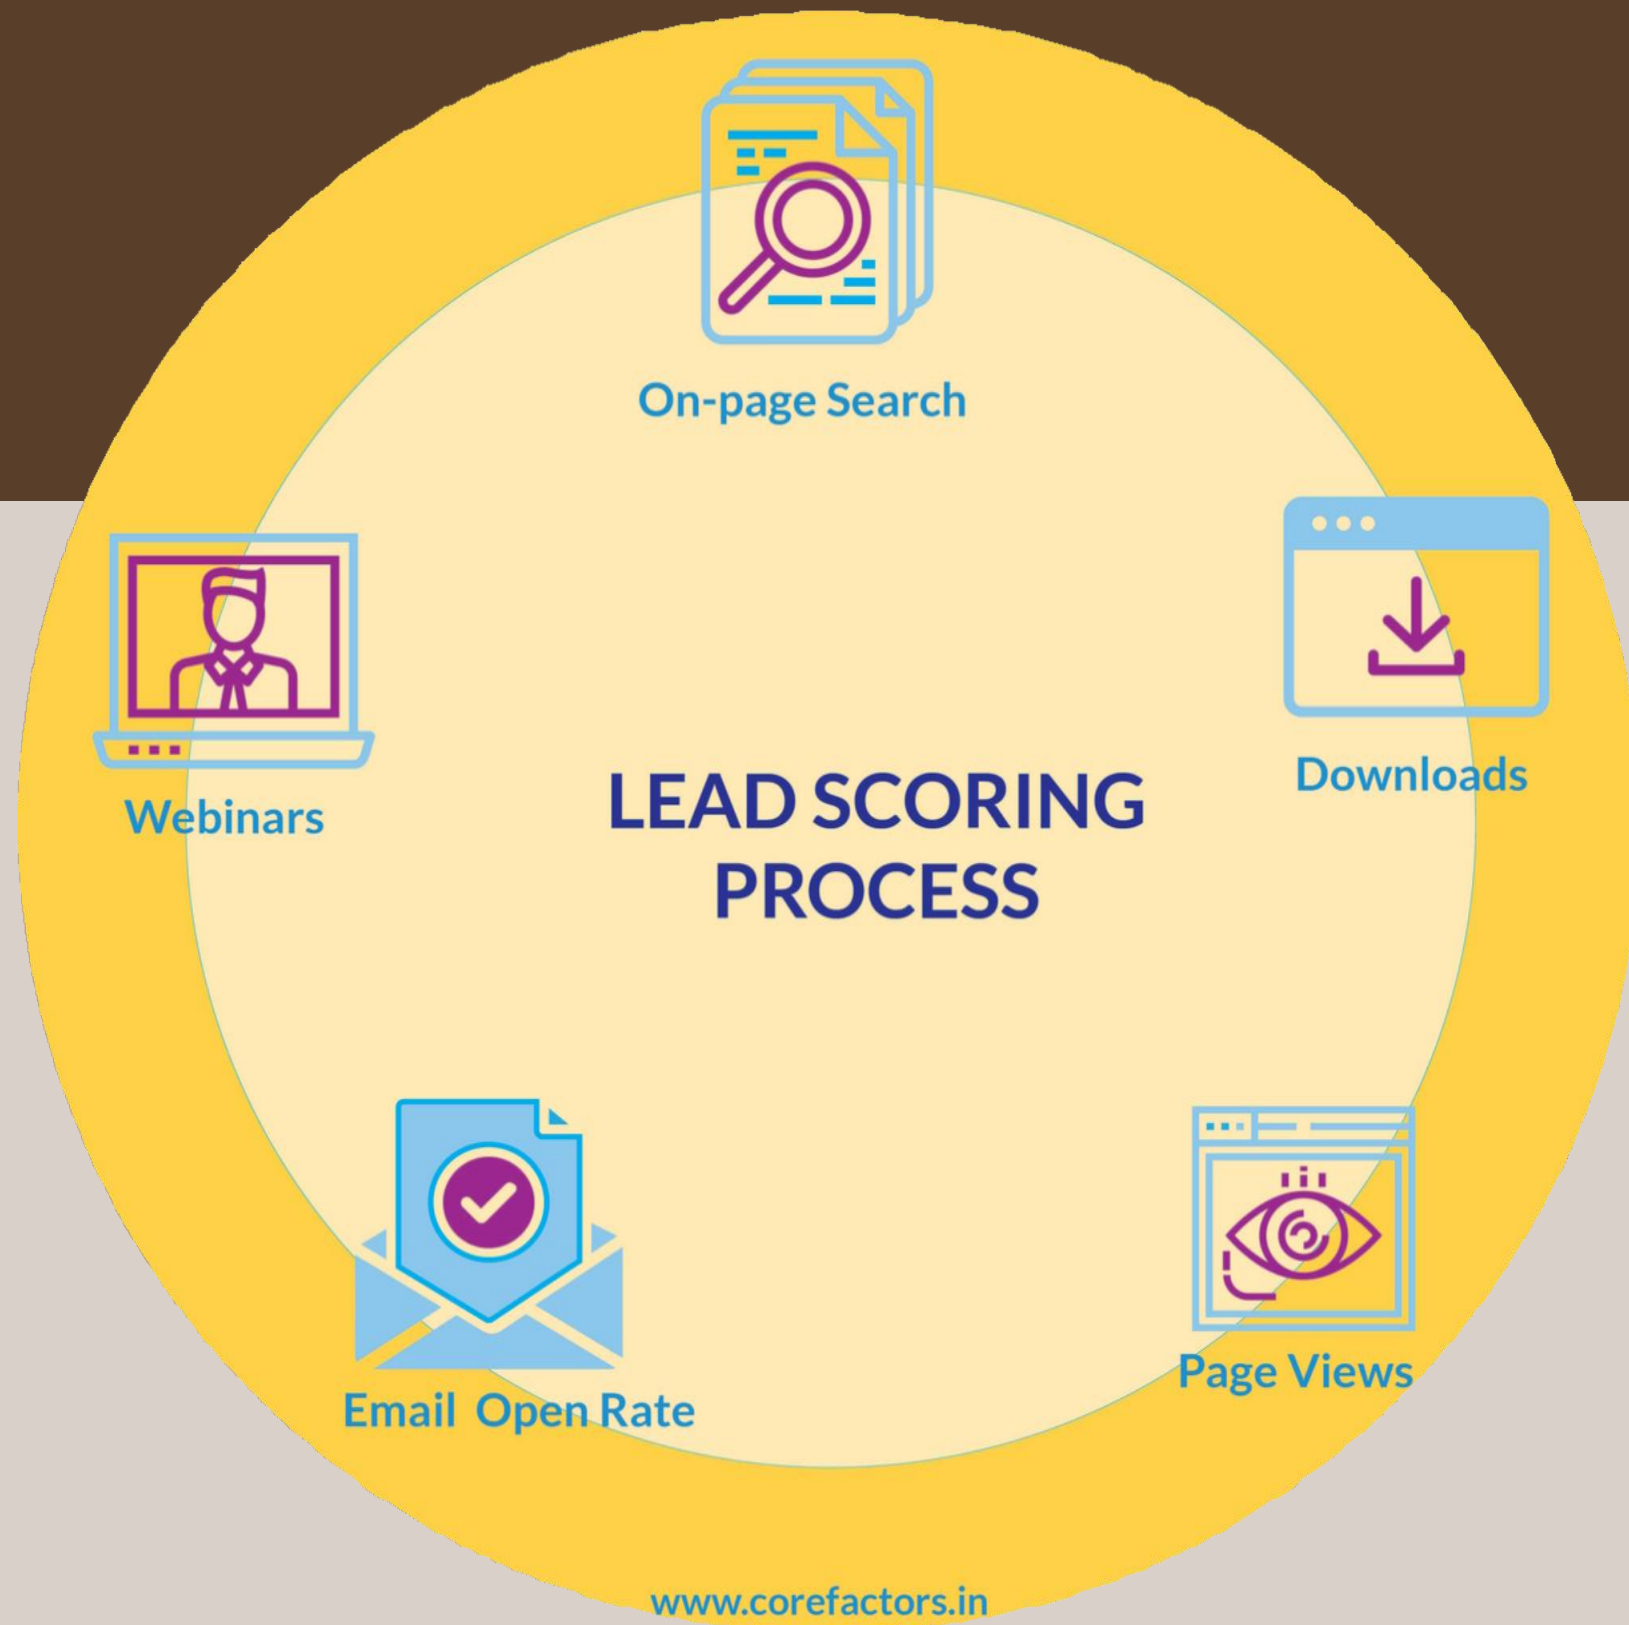 On-page Search
Downloads
Webinars
LEAD SCORING
PROCESS
Page Views
Email Open Rate
www.corefactors.in